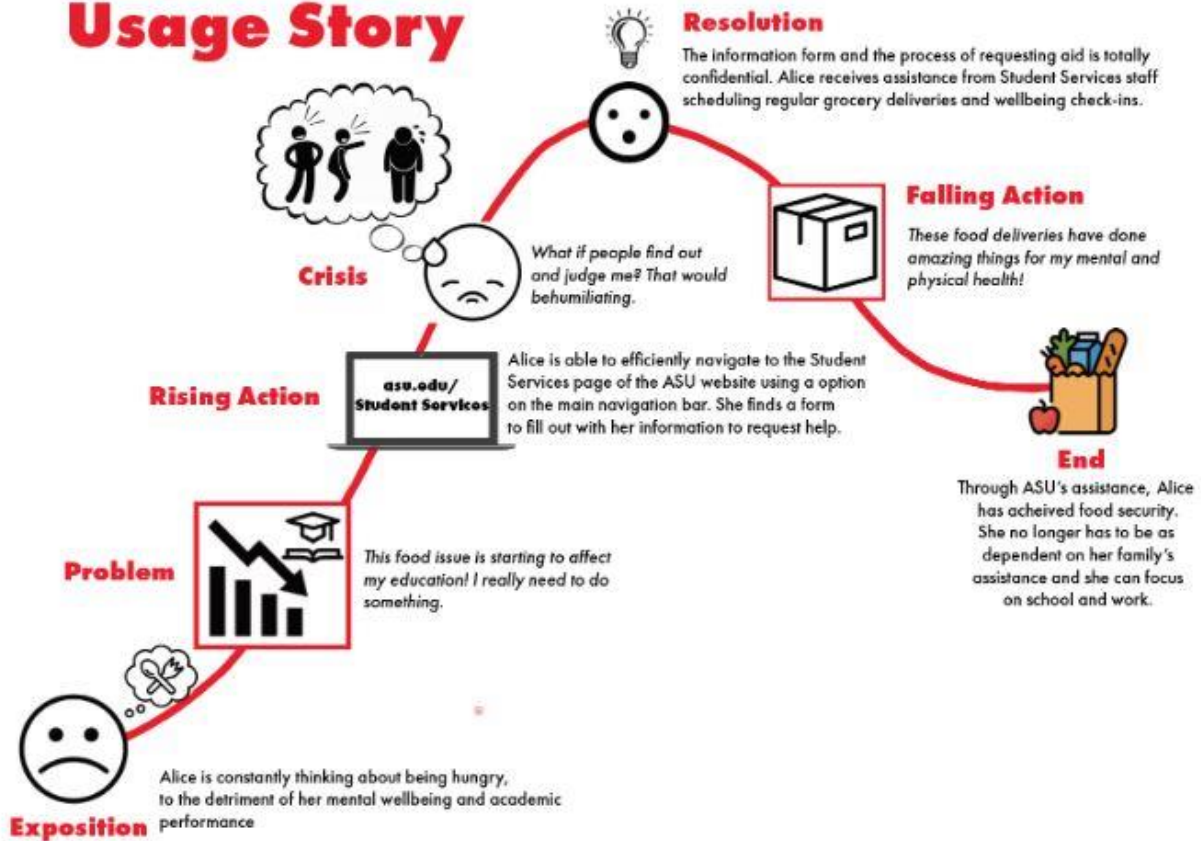 Usage Story
Resolution
The information form and the process of requesting aid is totally
confidential. Alice receives assistance from Student Services staff
scheduling regular grocery deliveries and wellbeing check-ins.
Falling Action
These food deliveries have done
amazing things for my mental and
physical health!
Crisis
What if people find out
and judge me? That would
behumiliating.
Rising Action
asu.edu/
Student Services
Alice is able to efficiently navigate to the Student
Services page of the ASU website using a option
on the main navigation bar. She finds a form
to fill out with her information to request help.
End
Through ASU's assistance, Alice
has acheived food security.
She no longer has to be as
dependent on her family's
assistance and she can focus
on school and work.
Problem
This food issue is starting to affect
my education! I really need to do
something.
Exposition
Alice is constantly thinking about being hungry,
to the detriment of her mental wellbeing and academic
performance